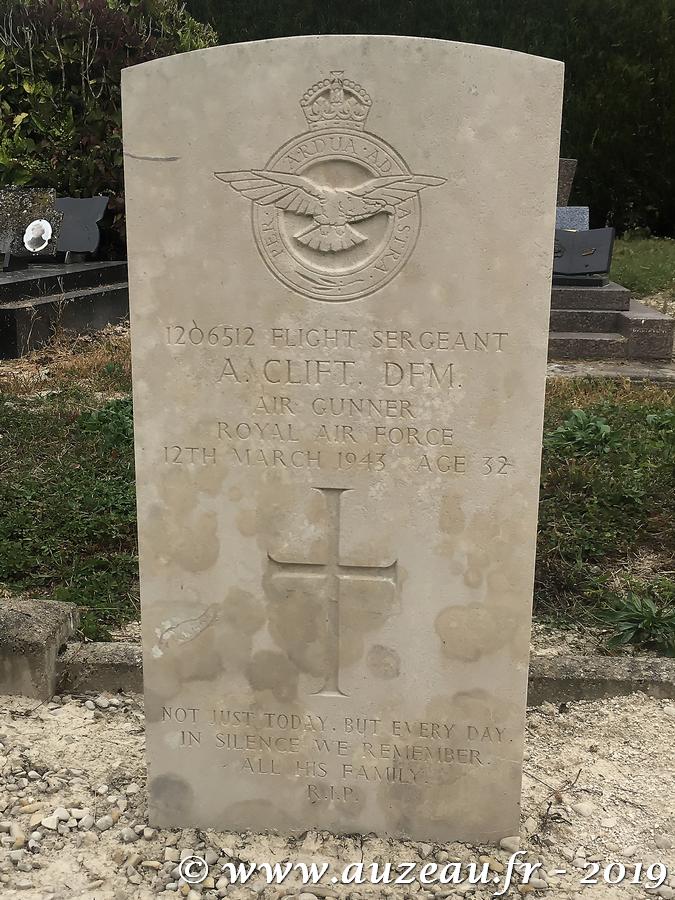 PER · ARDUA · AD ASTRA
1206512 FLIGHT SERGEANT
A. CLIFT. DFM.
AIR GUNNER
ROYAL AIR FORCE
12TH MARCH 1943 AGE 32
NOT JUST TODAY. BUT EVERY DAY.
IN SILENCE WE REMEMBER.
ALL HIS FAMILY.
R.I.P.
© www.auzeau.fr - 2019